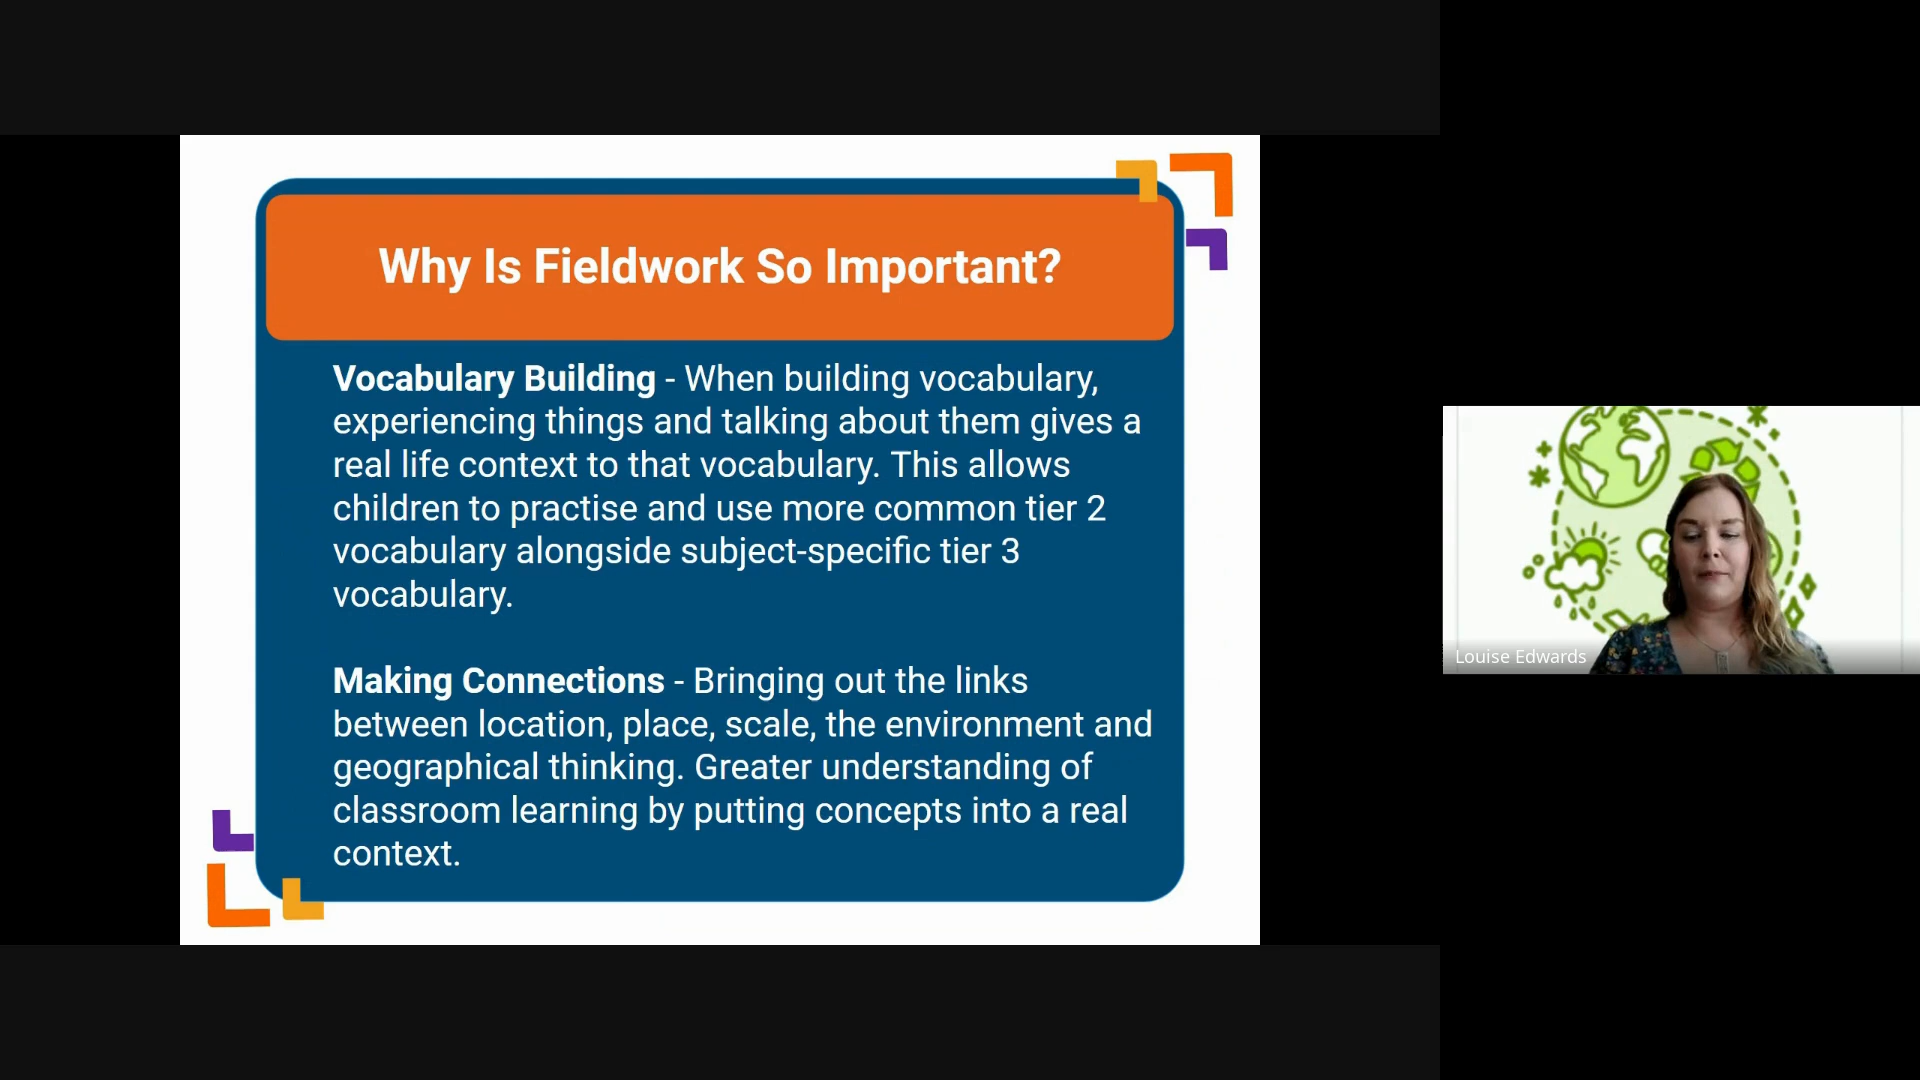 Why Is Fieldwork So Important?
Vocabulary Building - When building vocabulary,
experiencing things and talking about them gives a
real life context to that vocabulary. This allows
children to practise and use more common tier 2
vocabulary alongside subject-specific tier 3
vocabulary.
Making Connections - Bringing out the links
between location, place, scale, the environment and
geographical thinking. Greater understanding of
classroom learning by putting concepts into a real
context.
Louise Edwards